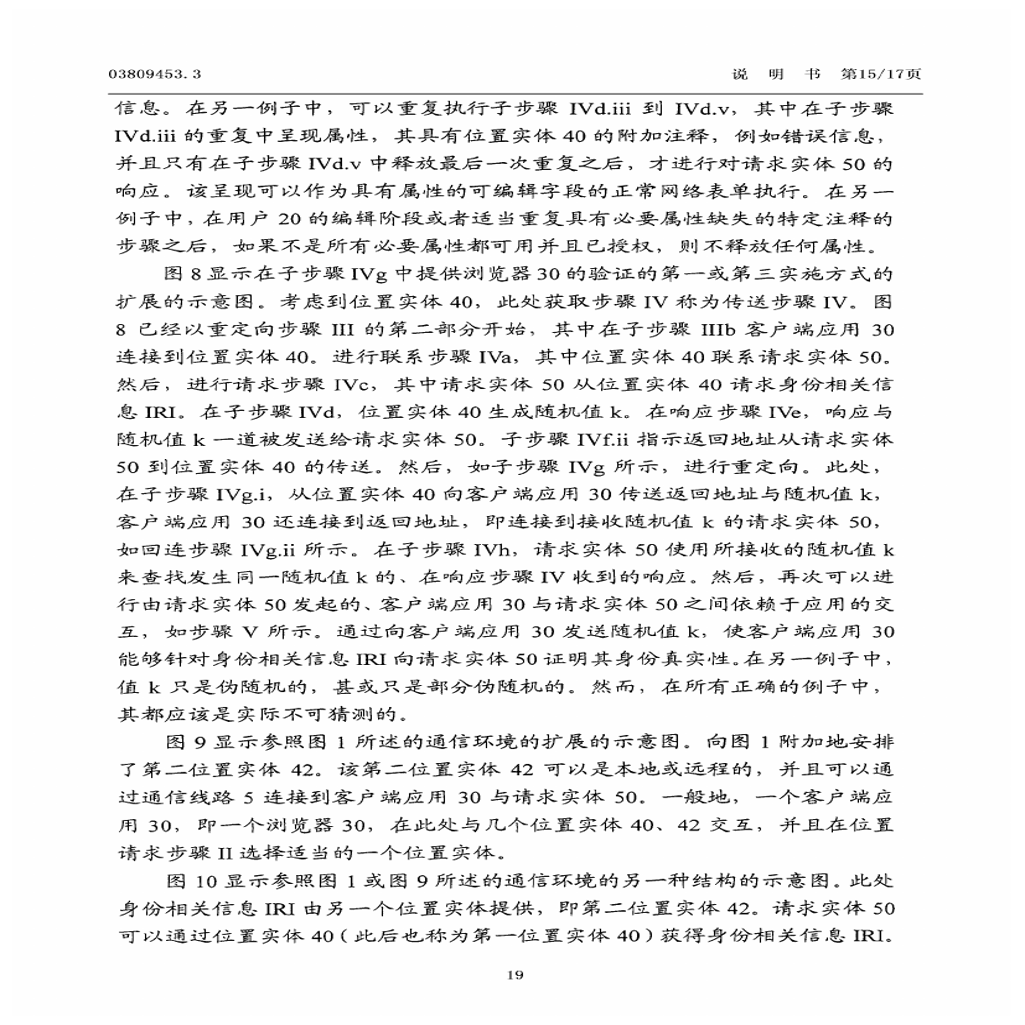 03809453.3 说 明 书 第15/17页
信息。在另一例子中，可以重复执行子步骤 IVd.iii 到 IVd.v，其中在子步骤
IVd.iii 的重复中呈现属性，其具有位置实体 40 的附加注释，例如错误信息，
并且只有在子步骤 IVd.v 中释放最后一次重复之后，才进行对请求实体 50 的
响应。该呈现可以作为具有属性的可编辑字段的正常网络表单执行。在另一
例子中，在用户 20 的编辑阶段或者适当重复具有必要属性缺失的特定注释的
步骤之后，如果不是所有必要属性都可用并且已授权，则不释放任何属性。
图 8 显示在子步骤 IVg 中提供浏览器 30 的验证的第一或第三实施方式的
扩展的示意图。考虑到位置实体 40，此处获取步骤 IV 称为传送步骤 IV。图
8 已经以重定向步骤 III 的第二部分开始，其中在子步骤 IIIb 客户端应用 30
连接到位置实体 40。进行联系步骤 IVa，其中位置实体 40 联系请求实体 50。
然后，进行请求步骤 IVc，其中请求实体 50 从位置实体 40 请求身份相关信
息 IRI。在子步骤 IVd，位置实体 40 生成随机值 k。在响应步骤 IVe，响应与
随机值 k 一道被发送给请求实体 50。子步骤 IVf.ii 指示返回地址从请求实体
50 到位置实体 40 的传送。然后，如子步骤 IVg 所示，进行重定向。此处，
在子步骤 IVg.i，从位置实体 40 向客户端应用 30 传送返回地址与随机值 k，
客户端应用 30 还连接到返回地址，即连接到接收随机值 k 的请求实体 50，
如回连步骤 IVg.ii 所示。在子步骤 IVh，请求实体 50 使用所接收的随机值 k
来查找发生同一随机值 k 的、在响应步骤 IV 收到的响应。然后，再次可以进
行由请求实体 50 发起的、客户端应用 30 与请求实体 50 之间依赖于应用的交
互，如步骤 V 所示。通过向客户端应用 30 发送随机值 k，使客户端应用 30
能够针对身份相关信息 IRI 向请求实体 50 证明其身份真实性。在另一例子中，
值 k 只是伪随机的，甚或只是部分伪随机的。然而，在所有正确的例子中，
其都应该是实际不可猜测的。
图 9 显示参照图 1 所述的通信环境的扩展的示意图。向图 1 附加地安排
了第二位置实体 42。该第二位置实体 42 可以是本地或远程的，并且可以通
过通信线路 5 连接到客户端应用 30 与请求实体 50。一般地，一个客户端应
用 30，即一个浏览器 30，在此处与几个位置实体 40、42 交互，并且在位置
请求步骤 II 选择适当的一个位置实体。
图 10 显示参照图 1 或图 9 所述的通信环境的另一种结构的示意图。此处
身份相关信息 IRI 由另一个位置实体提供，即第二位置实体 42。请求实体 50
可以通过位置实体 40（此后也称为第一位置实体 40）获得身份相关信息 IRI。
19